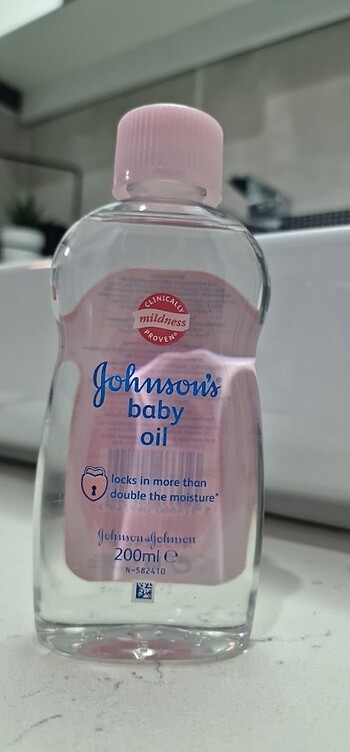 CLINICALLY
mildness
PROVEN®
Johnson's
baby
oil
locks in more than
double the moisture*
Johnson & Johnson
200ml ℮
N-582410